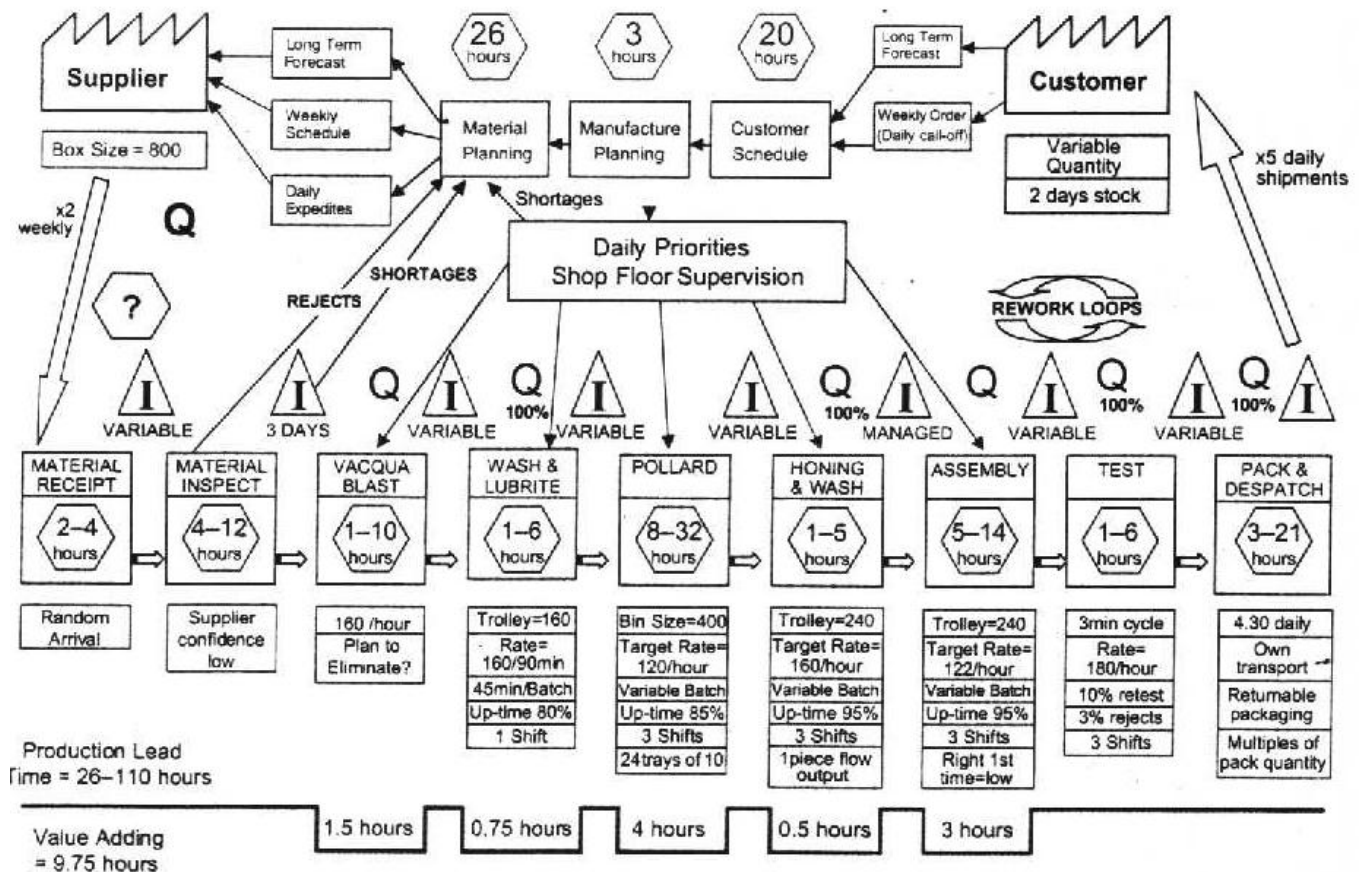 Supplier
Box Size = 800
Long Term
Forecast
Weekly
Schedule
Daily
Expedites
26
hours
3
hours
20
hours
Material
Planning
Manufacture
Planning
Customer
Schedule
Long Term
Forecast
Weekly Order
(Daily call-off)
Customer
Variable
Quantity
2 days stock
x5 daily
shipments
x2
weekly
Q
?
Shortages
Daily Priorities
Shop Floor Supervision
REJECTS
SHORTAGES
REWORK LOOPS
I
VARIABLE
I
3 DAYS
Q
I
VARIABLE
Q
100%
I
VARIABLE
I
VARIABLE
Q
100%
I
MANAGED
Q
I
VARIABLE
Q
100%
I
VARIABLE
Q
100%
I
MATERIAL
RECEIPT
2–4
hours
Random
Arrival
MATERIAL
INSPECT
4–12
hours
Supplier
confidence
low
VACQUA
BLAST
1–10
hours
160 /hour
Plan to
Eliminate?
WASH &
LUBRITE
1–6
hours
Trolley=160
Rate=
160/90min
45min/Batch
Up-time 80%
1 Shift
POLLARD
8–32
hours
Bin Size=400
Target Rate=
120/hour
Variable Batch
Up-time 85%
3 Shifts
24trays of 10
HONING
& WASH
1–5
hours
Trolley=240
Target Rate=
160/hour
Variable Batch
Up-time 95%
3 Shifts
1piece flow
output
ASSEMBLY
5–14
hours
Trolley=240
Target Rate=
122/hour
Variable Batch
Up-time 95%
3 Shifts
Right 1st
time=low
TEST
1–6
hours
3min cycle
Rate=
180/hour
10% retest
3% rejects
3 Shifts
PACK &
DESPATCH
3–21
hours
4.30 daily
Own
transport
Returnable
packaging
Multiples of
pack quantity
Production Lead
Time = 26–110 hours
Value Adding
= 9.75 hours
1.5 hours
0.75 hours
4 hours
0.5 hours
3 hours